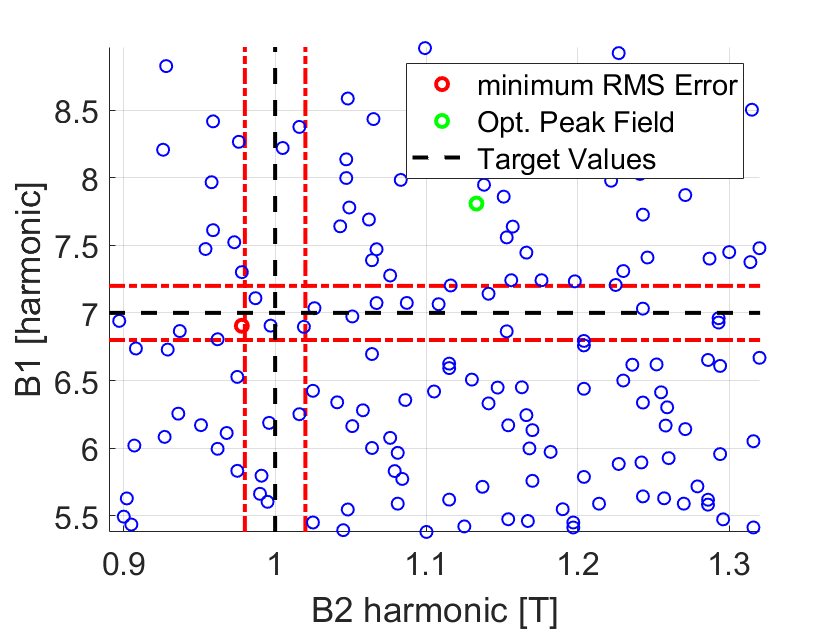 minimum RMS Error
Opt. Peak Field
Target Values
8.5
8
7.5
7
6.5
6
5.5
B1 [harmonic]
0.9
1
1.1
1.2
1.3
B2 harmonic [T]